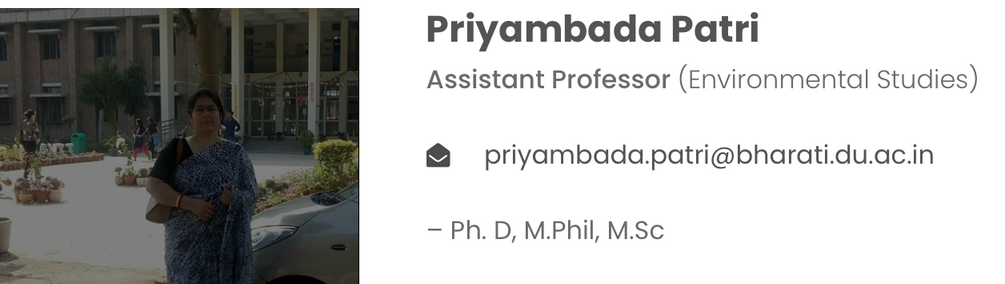 Priyambada Patri
Assistant Professor (Environmental Studies)
priyambada.patri@bharati.du.ac.in
– Ph. D, M.Phil, M.Sc